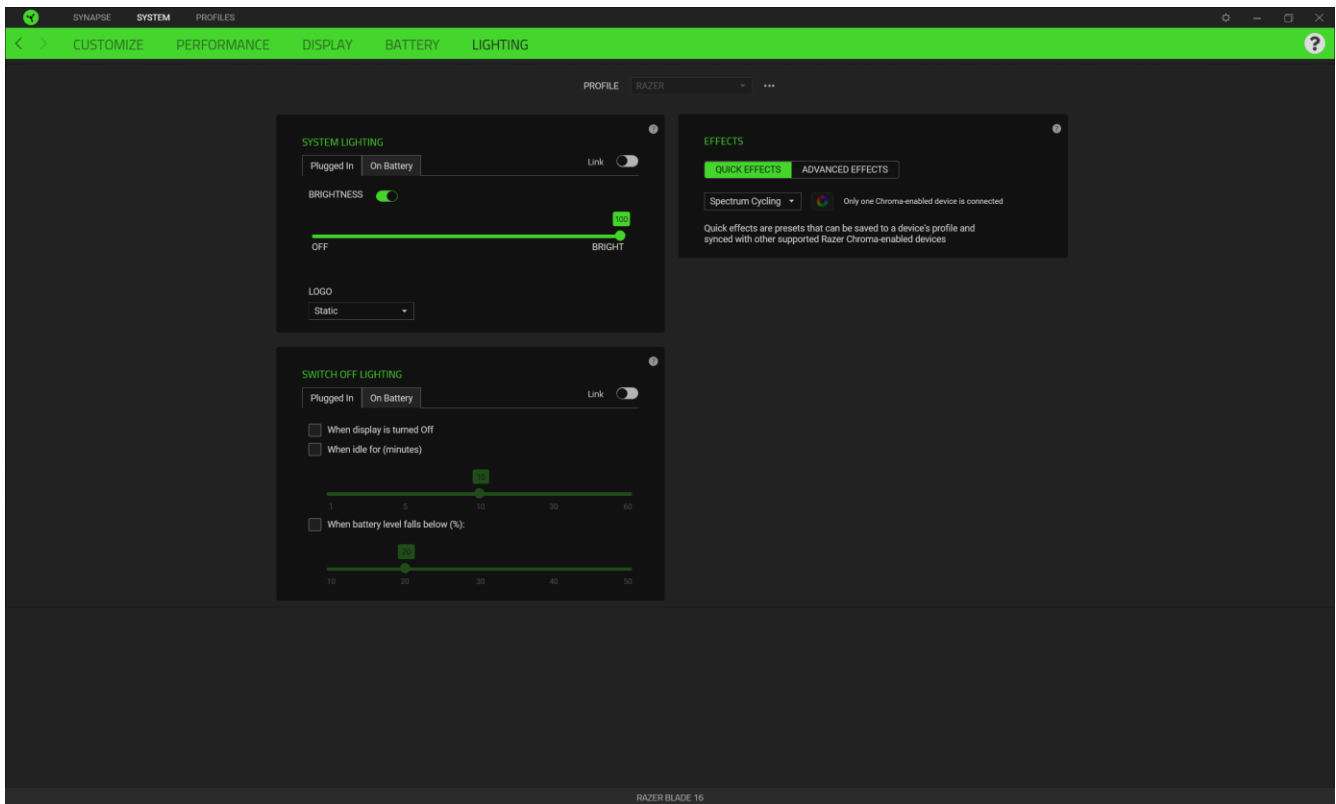 SYNAPSE SYSTEM PROFILES
CUSTOMIZE PERFORMANCE DISPLAY BATTERY LIGHTING ?
PROFILE RAZER
SYSTEM LIGHTING ?
Plugged In On Battery Link
BRIGHTNESS
100
OFF BRIGHT
LOGO
Static
EFFECTS ?
QUICK EFFECTS ADVANCED EFFECTS
Spectrum Cycling Only one Chroma-enabled device is connected
Quick effects are presets that can be saved to a device's profile and
synced with other supported Razer Chroma-enabled devices
SWITCH OFF LIGHTING ?
Plugged In On Battery Link
When display is turned Off
When idle for (minutes)
10
1 5 10 30 60
When battery level falls below (%):
20
10 20 30 40 50
RAZER BLADE 16